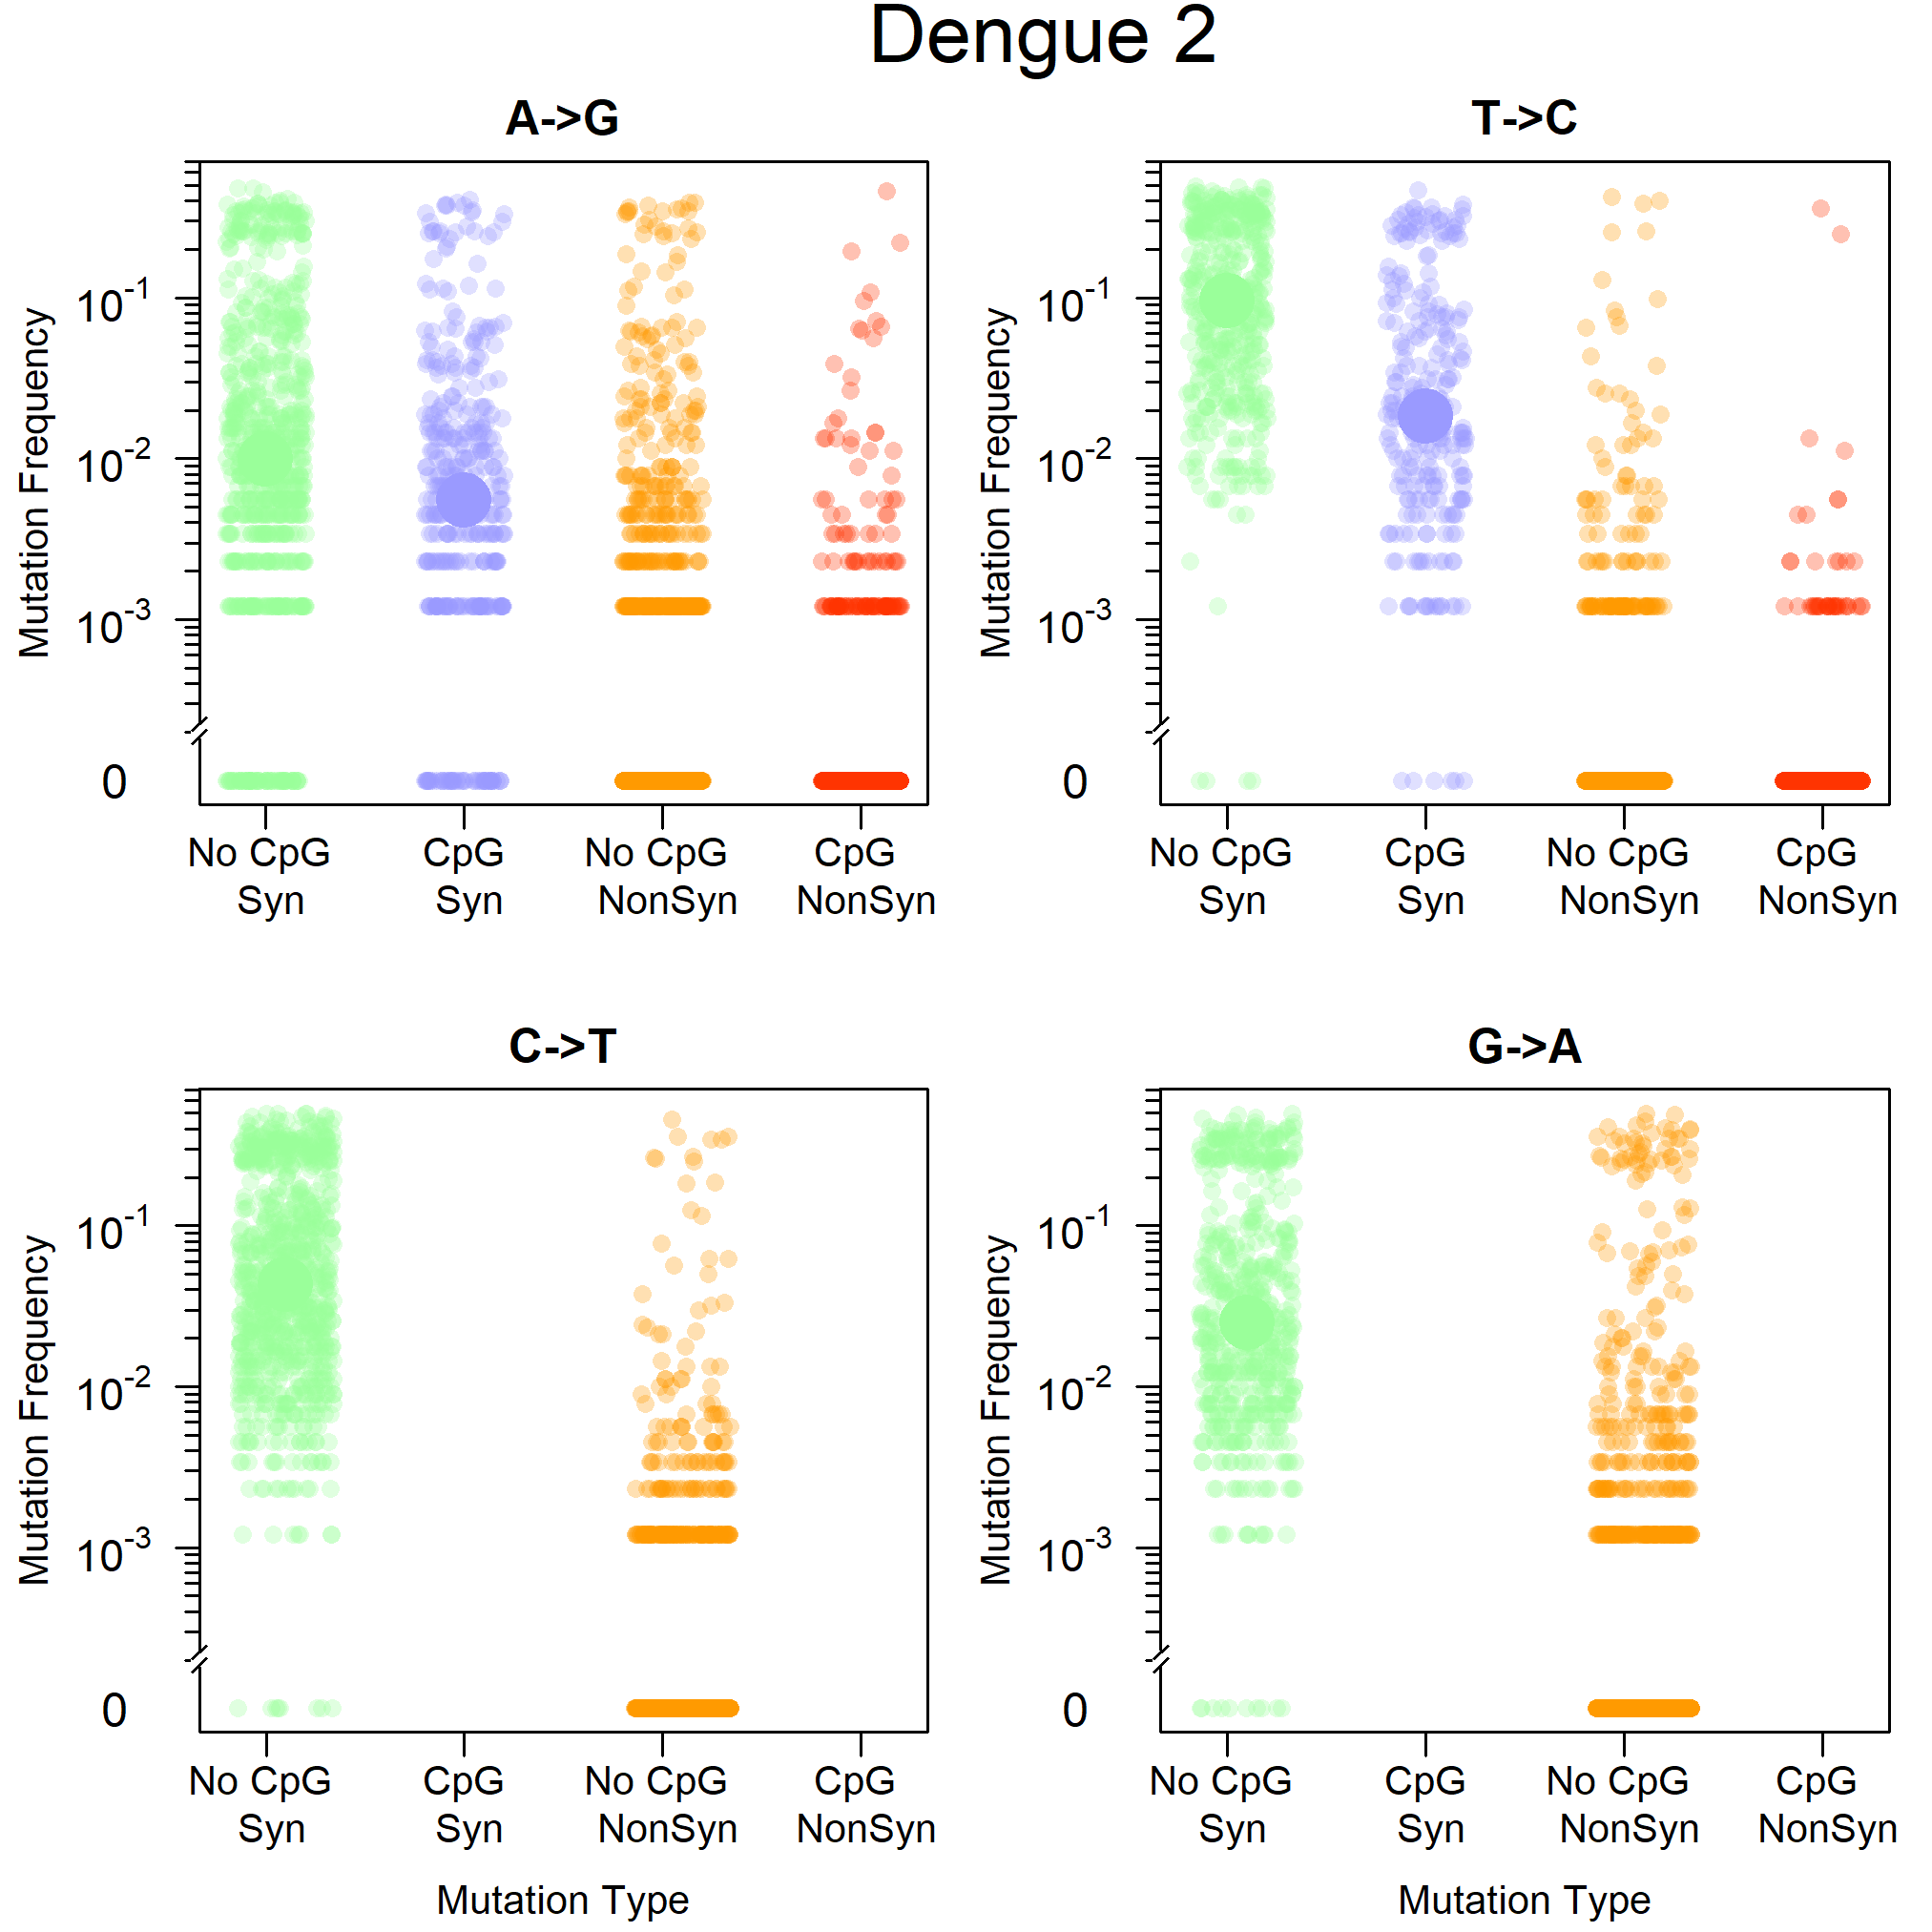 Dengue 2
A->G
Mutation Frequency
10-1
10-2
10-3
0
No CpG CpG No CpG CpG
Syn Syn NonSyn NonSyn
T->C
Mutation Frequency
10-1
10-2
10-3
0
No CpG CpG No CpG CpG
Syn Syn NonSyn NonSyn
C->T
Mutation Frequency
10-1
10-2
10-3
0
No CpG CpG No CpG CpG
Syn Syn NonSyn NonSyn
Mutation Type
G->A
Mutation Frequency
10-1
10-2
10-3
0
No CpG CpG No CpG CpG
Syn Syn NonSyn NonSyn
Mutation Type